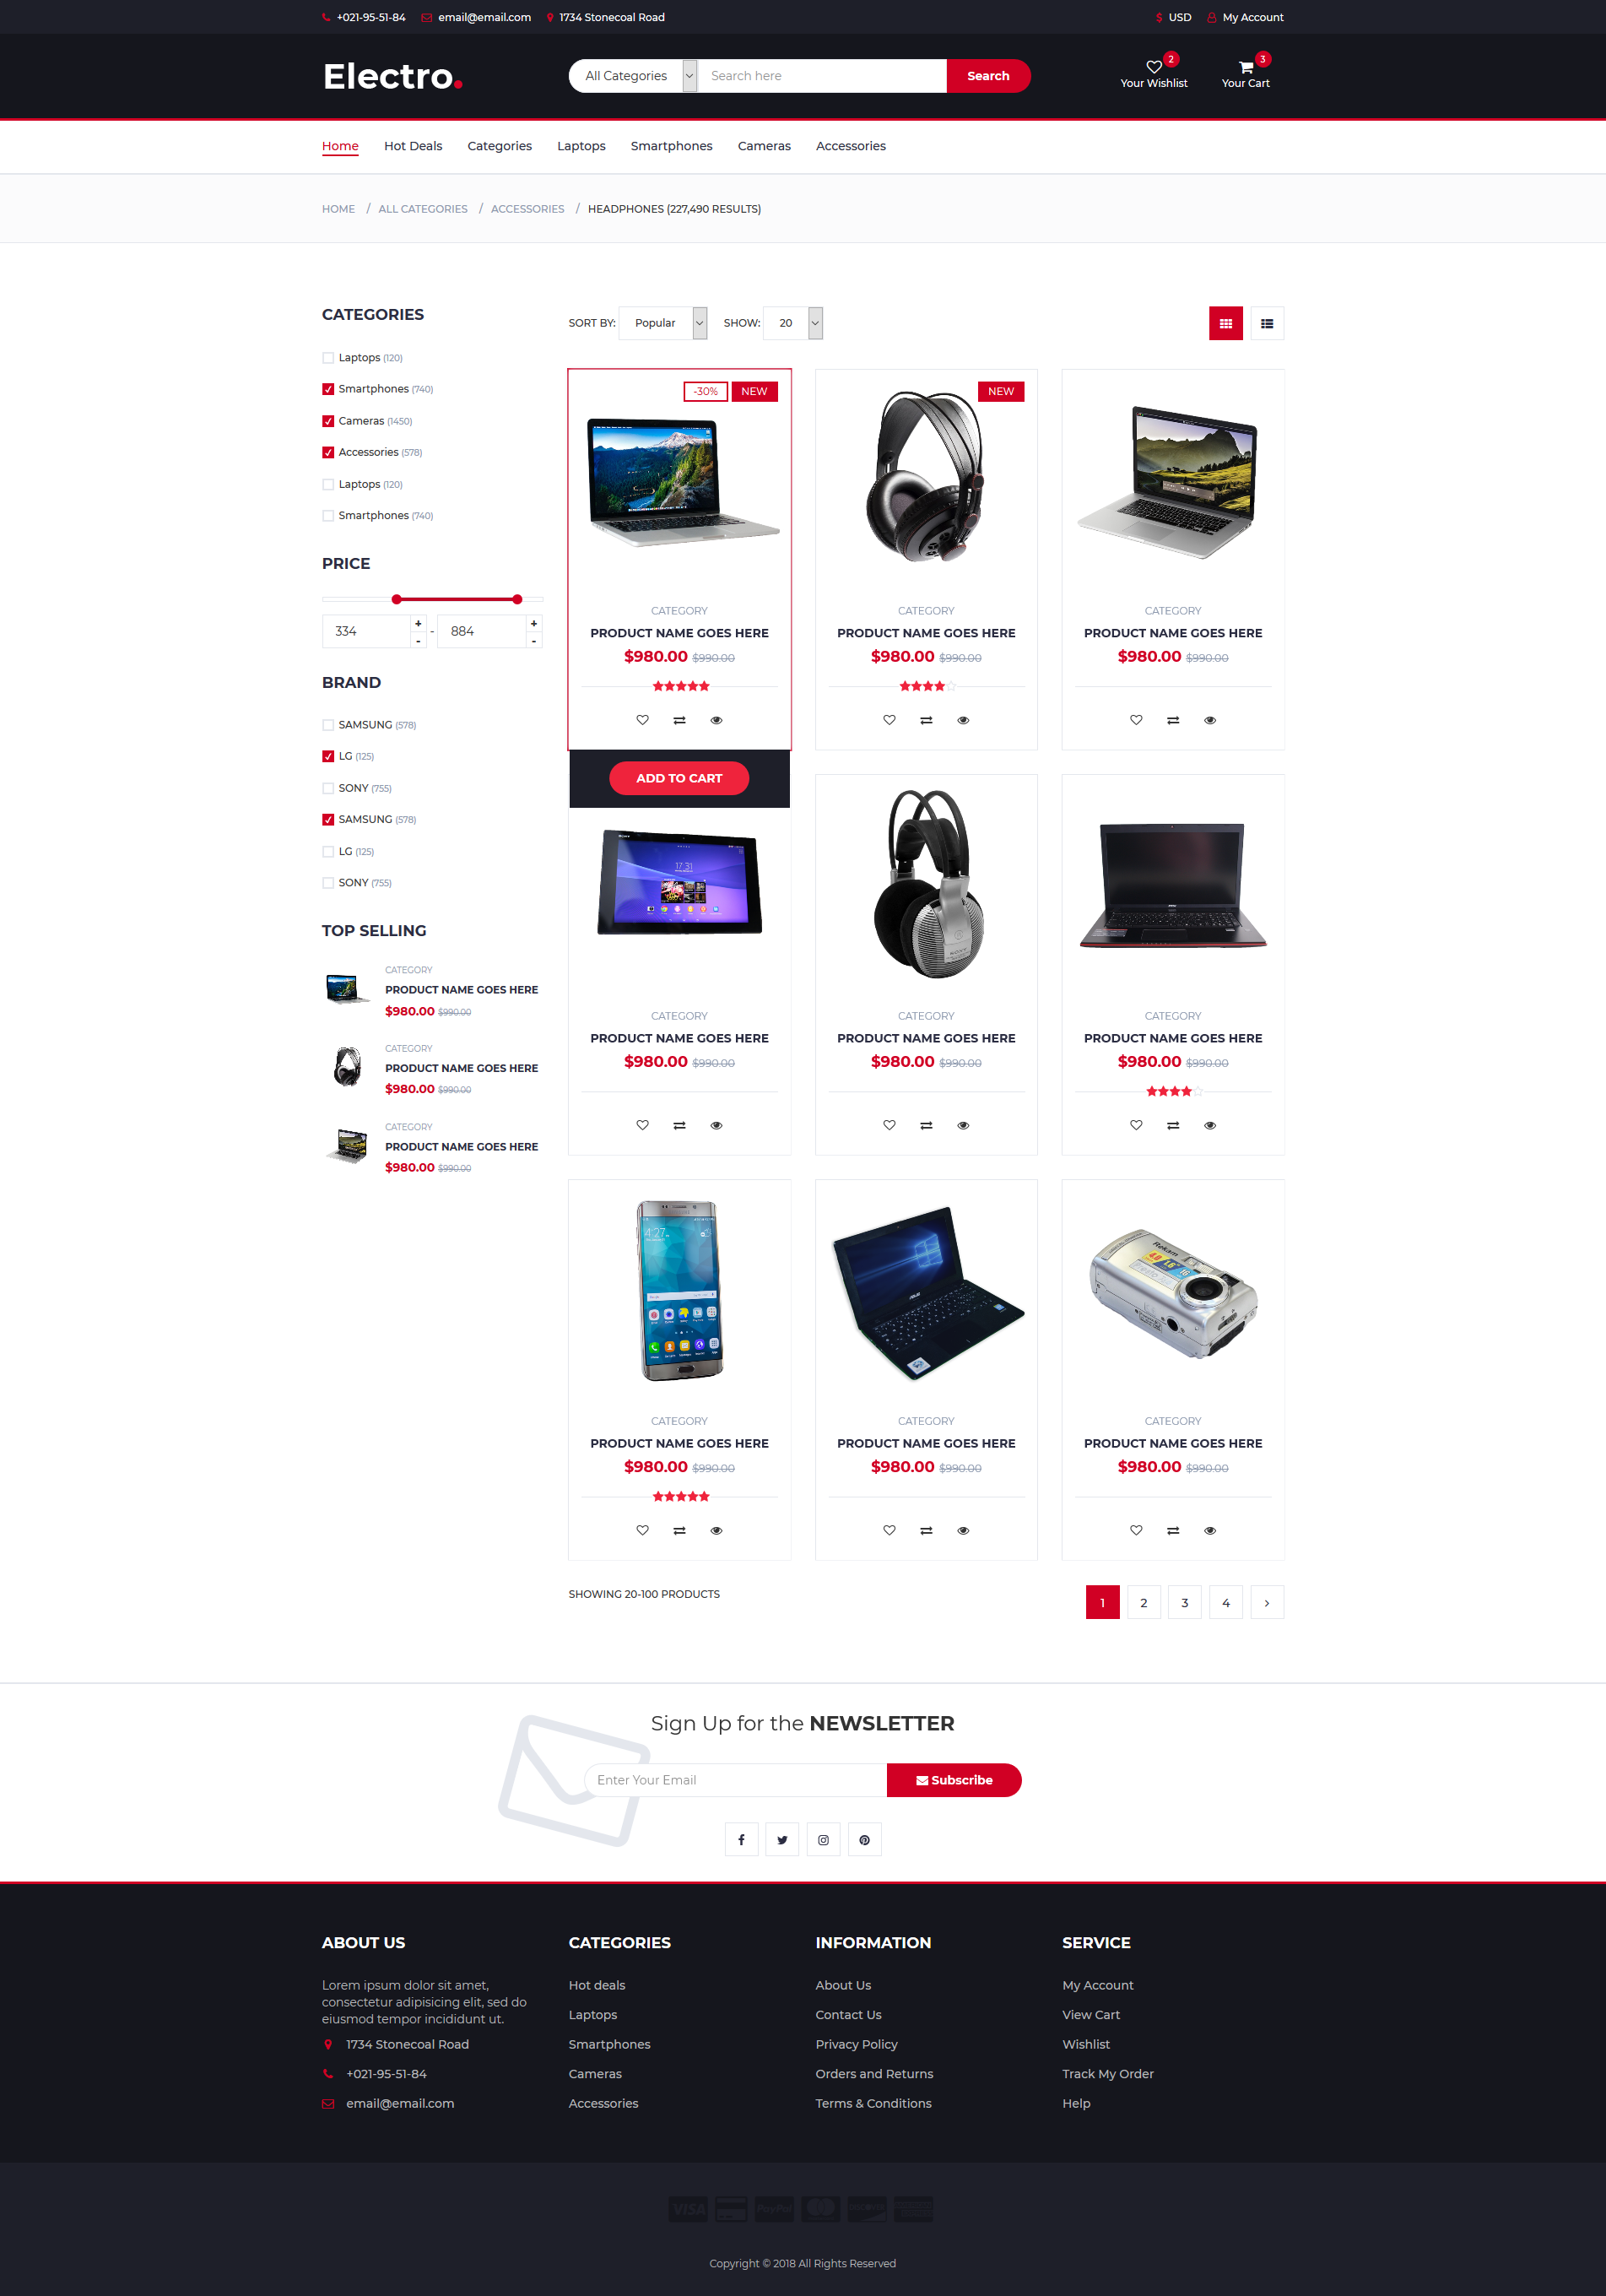 +021-95-51-84 email@email.com 1734 Stonecoal Road
$ USD My Account
Electro.
All Categories Search here Search
2 Your Wishlist
3 Your Cart
Home Hot Deals Categories Laptops Smartphones Cameras Accessories
HOME / ALL CATEGORIES / ACCESSORIES / HEADPHONES (227,490 RESULTS)
CATEGORIES
Laptops (120)
Smartphones (740)
Cameras (1450)
Accessories (578)
Laptops (120)
Smartphones (740)
PRICE
334 + - - 884 + -
BRAND
SAMSUNG (578)
LG (125)
SONY (755)
SAMSUNG (578)
LG (125)
SONY (755)
TOP SELLING
CATEGORY
PRODUCT NAME GOES HERE
$980.00 $990.00
CATEGORY
PRODUCT NAME GOES HERE
$980.00 $990.00
CATEGORY
PRODUCT NAME GOES HERE
$980.00 $990.00
SORT BY: Popular SHOW: 20
-30% NEW
CATEGORY
PRODUCT NAME GOES HERE
$980.00 $990.00
ADD TO CART
NEW
CATEGORY
PRODUCT NAME GOES HERE
$980.00 $990.00
CATEGORY
PRODUCT NAME GOES HERE
$980.00 $990.00
SONY
17:31
CATEGORY
PRODUCT NAME GOES HERE
$980.00 $990.00
CATEGORY
PRODUCT NAME GOES HERE
$980.00 $990.00
CATEGORY
PRODUCT NAME GOES HERE
$980.00 $990.00
4:27
CATEGORY
PRODUCT NAME GOES HERE
$980.00 $990.00
ASUS
CATEGORY
PRODUCT NAME GOES HERE
$980.00 $990.00
Rekam
CATEGORY
PRODUCT NAME GOES HERE
$980.00 $990.00
SHOWING 20-100 PRODUCTS
1 2 3 4
Sign Up for the NEWSLETTER
Enter Your Email Subscribe
ABOUT US
Lorem ipsum dolor sit amet,
consectetur adipisicing elit, sed do
eiusmod tempor incididunt ut.
1734 Stonecoal Road
+021-95-51-84
email@email.com
CATEGORIES
Hot deals
Laptops
Smartphones
Cameras
Accessories
INFORMATION
About Us
Contact Us
Privacy Policy
Orders and Returns
Terms & Conditions
SERVICE
My Account
View Cart
Wishlist
Track My Order
Help
VISA PayPal
Copyright © 2018 All Rights Reserved